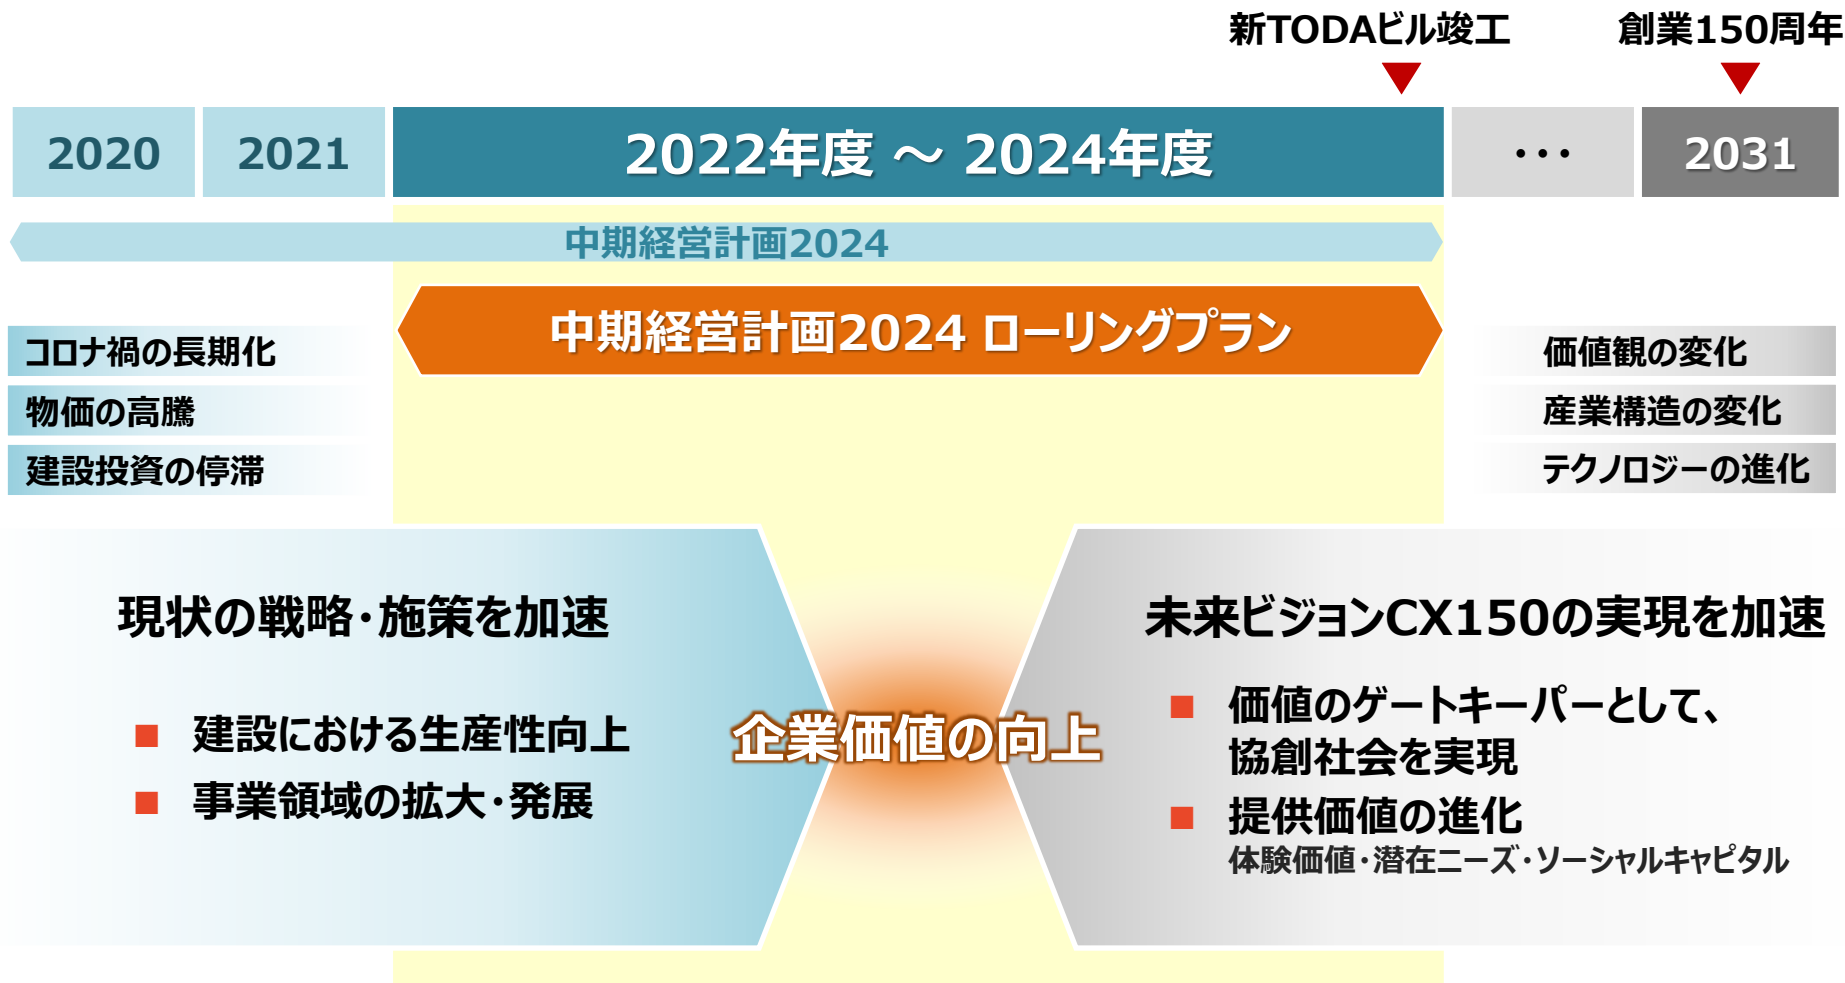 新TODAビル竣工
創業150周年
2020
2021
2022年度 ～ 2024年度
･･･
2031
中期経営計画2024
中期経営計画2024 ローリングプラン
コロナ禍の長期化
物価の高騰
建設投資の停滞
価値観の変化
産業構造の変化
テクノロジーの進化
現状の戦略･施策を加速
建設における生産性向上
事業領域の拡大･発展
企業価値の向上
未来ビジョンCX150の実現を加速
価値のゲートキーパーとして、
協創社会を実現
提供価値の進化
体験価値･潜在ニーズ･ソーシャルキャピタル